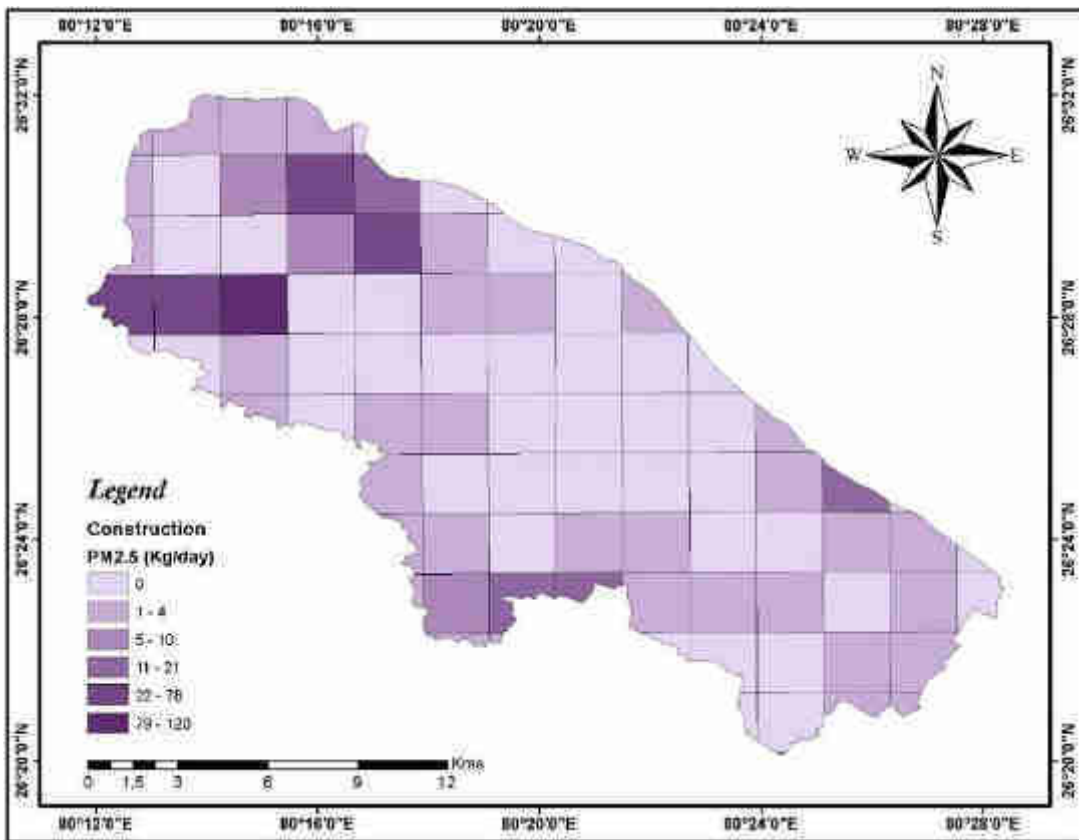 80°12'0"E 80°16'0"E 80°20'0"E 80°24'0"E 80°28'0"E
26°32'0"N 26°32'0"N
N
W E
S
26°28'0"N 26°28'0"N
Legend
Construction
PM2.5 (Kg/day)
0
1 - 4
5 - 10
11 - 21
22 - 78
79 - 120
26°24'0"N 26°24'0"N
Kms
0 1.5 3 6 9 12
26°20'0"N 26°20'0"N
80°12'0"E 80°16'0"E 80°20'0"E 80°24'0"E 80°28'0"E